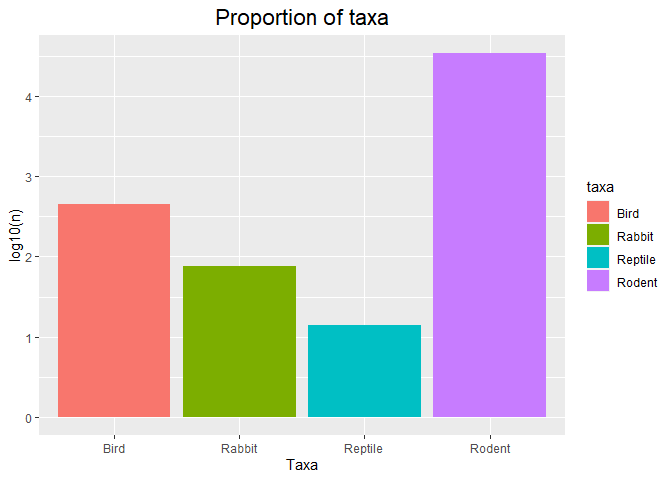 Proportion of taxa
log10(n)
4
3
2
1
0
Bird
Rabbit
Reptile
Rodent
Taxa
taxa
Bird
Rabbit
Reptile
Rodent